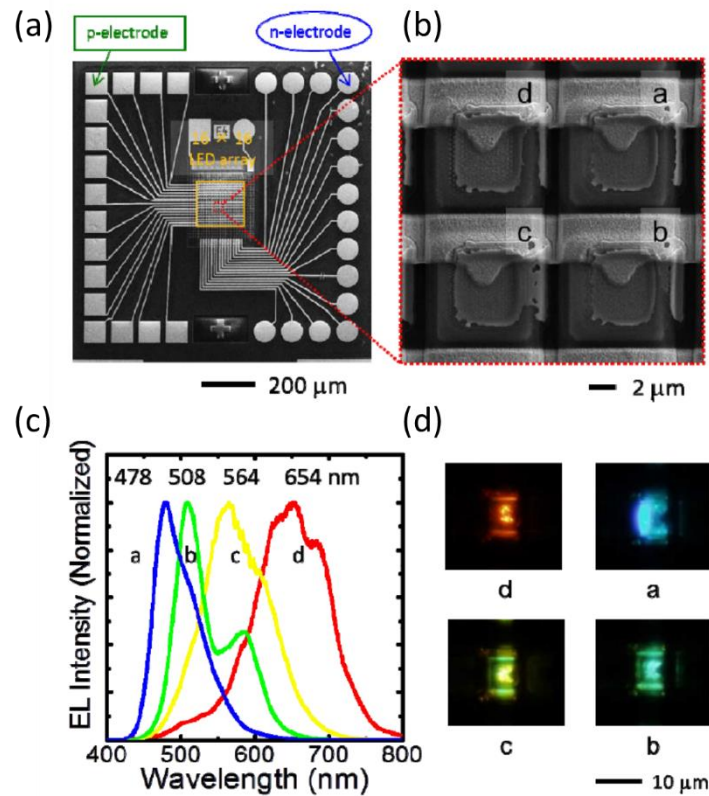 (a)
p-electrode
n-electrode
16 × 16
LED array
200 μm
(b)
d
a
c
b
2 μm
(c)
EL Intensity (Normalized)
478 508 564 654 nm
a
b
c
d
400 500 600 700 800
Wavelength (nm)
(d)
d
a
c
b
10 μm